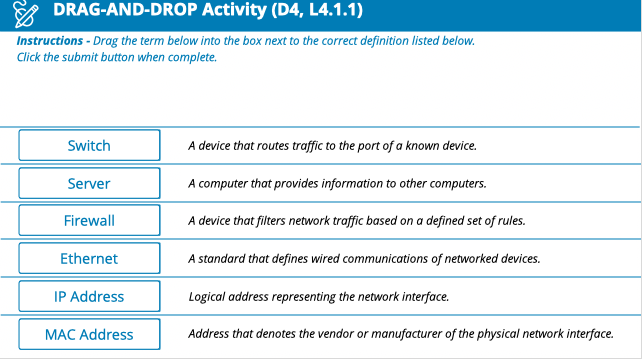 DRAG-AND-DROP Activity (D4, L4.1.1)
Instructions - Drag the term below into the box next to the correct definition listed below.
Click the submit button when complete.
Switch A device that routes traffic to the port of a known device.
Server A computer that provides information to other computers.
Firewall A device that filters network traffic based on a defined set of rules.
Ethernet A standard that defines wired communications of networked devices.
IP Address Logical address representing the network interface.
MAC Address Address that denotes the vendor or manufacturer of the physical network interface.